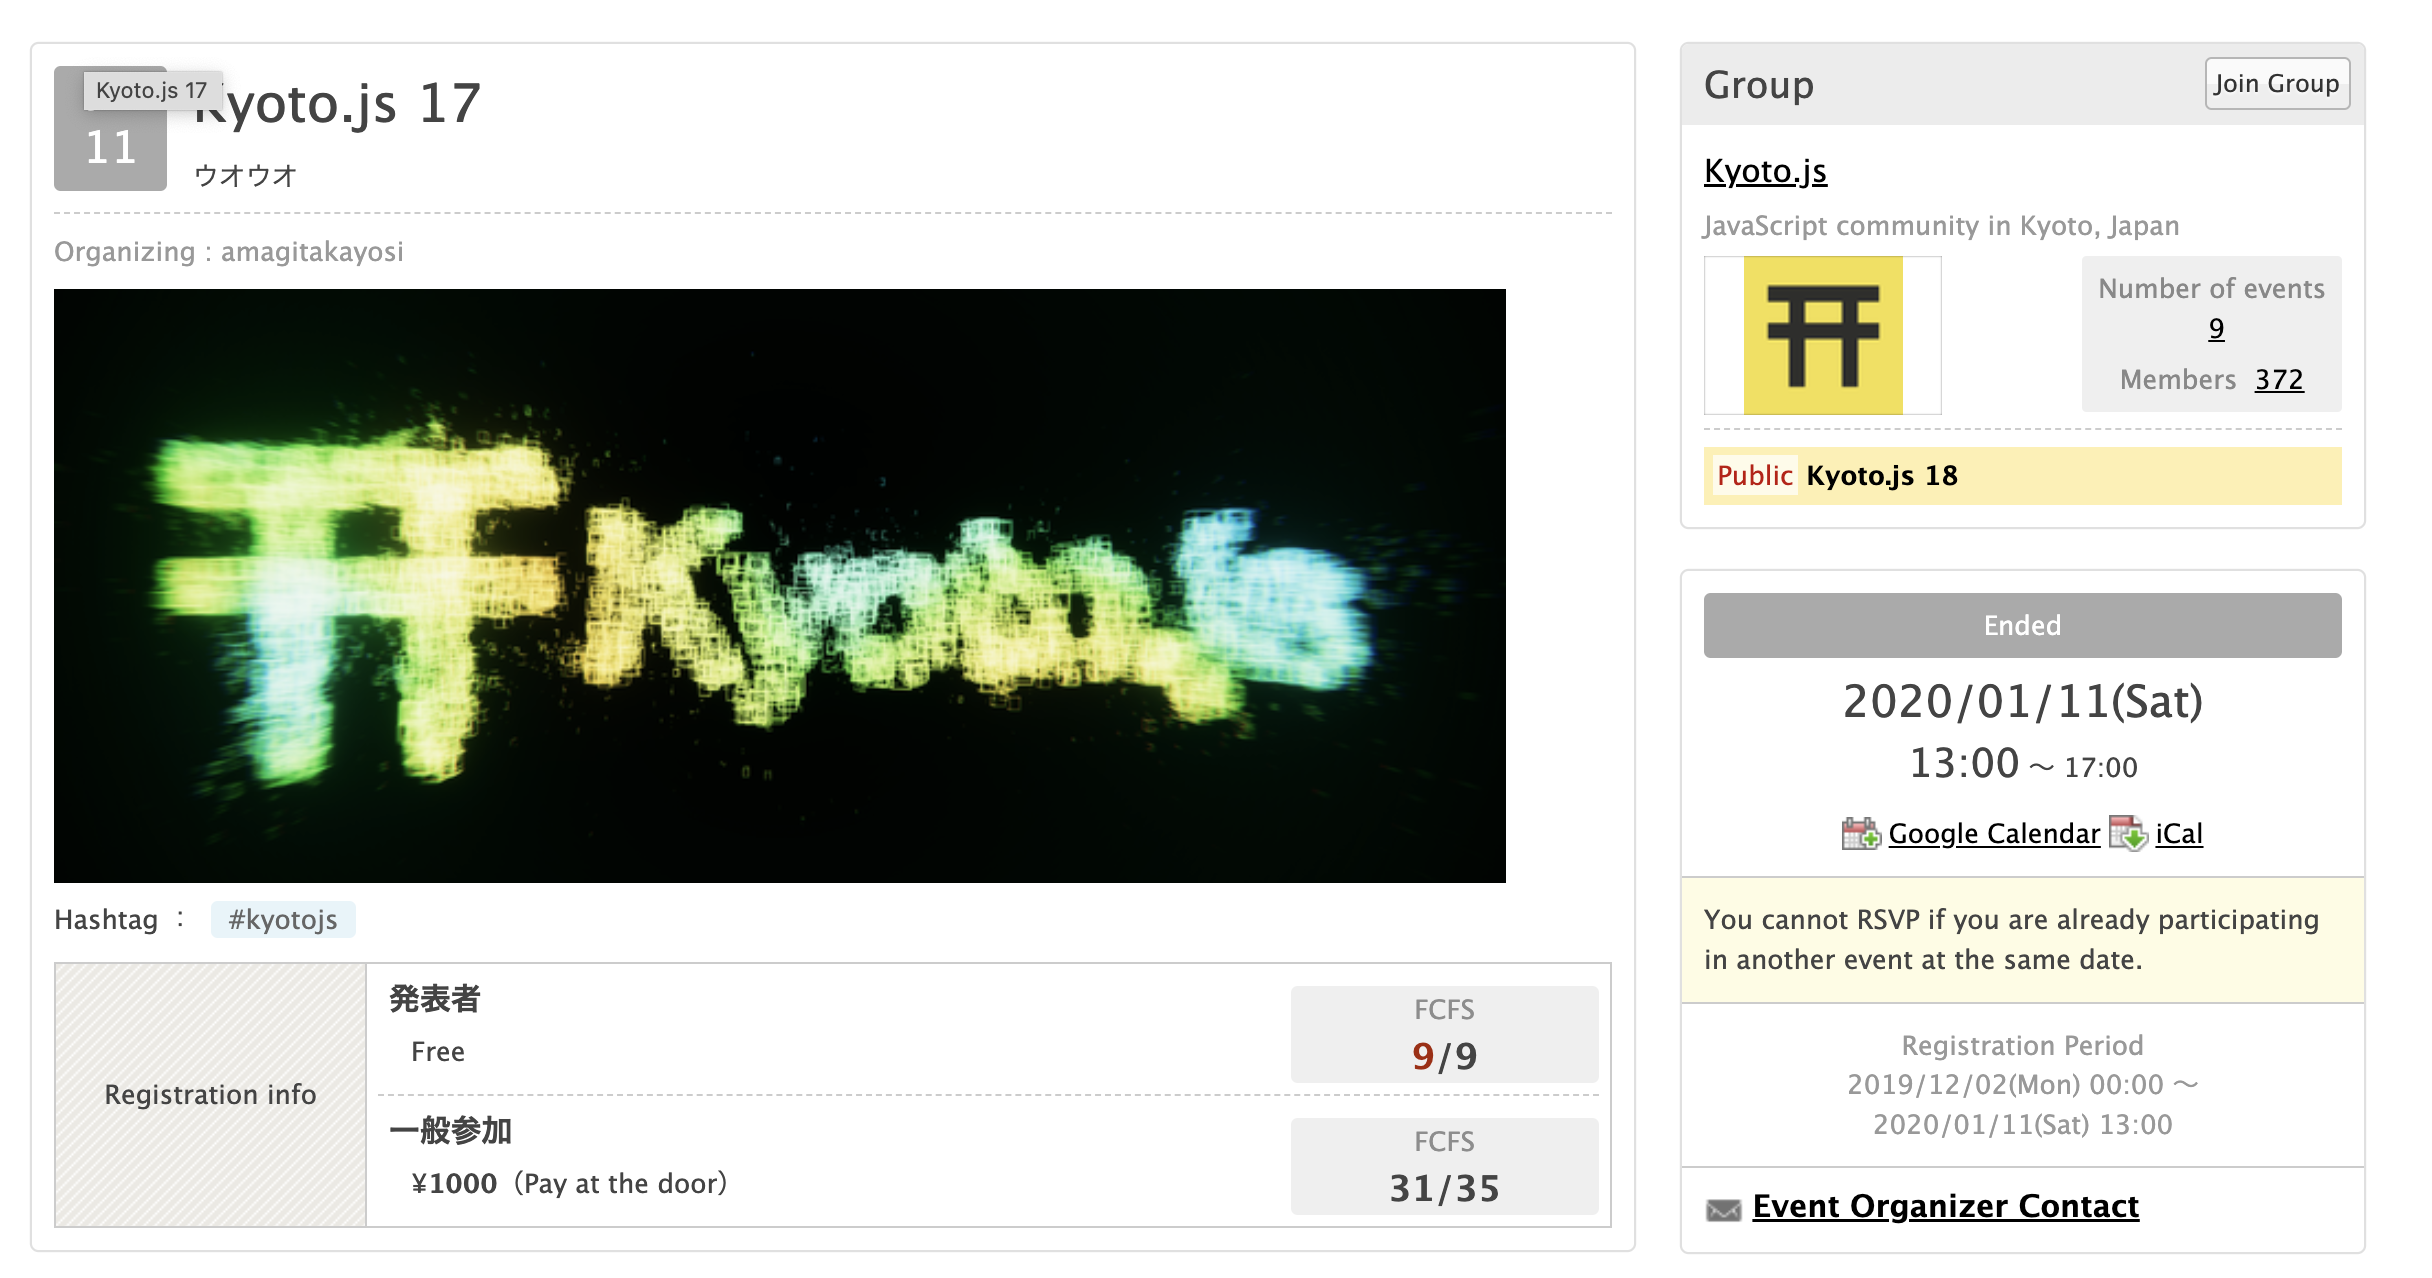 Kyoto.js 17
11
Kyoto.js 17
ウオウオ
Organizing : amagitakayosi
Kyoto.js
Hashtag :
#kyotojs
Registration info
発表者
Free
FCFS
9/9
一般参加
¥1000 (Pay at the door)
FCFS
31/35
Group
Join Group
Kyoto.js
JavaScript community in Kyoto, Japan
Number of events
9
Members 372
Public Kyoto.js 18
Ended
2020/01/11(Sat)
13:00 ～ 17:00
Google Calendar iCal
You cannot RSVP if you are already participating
in another event at the same date.
Registration Period
2019/12/02(Mon) 00:00 ～
2020/01/11(Sat) 13:00
Event Organizer Contact